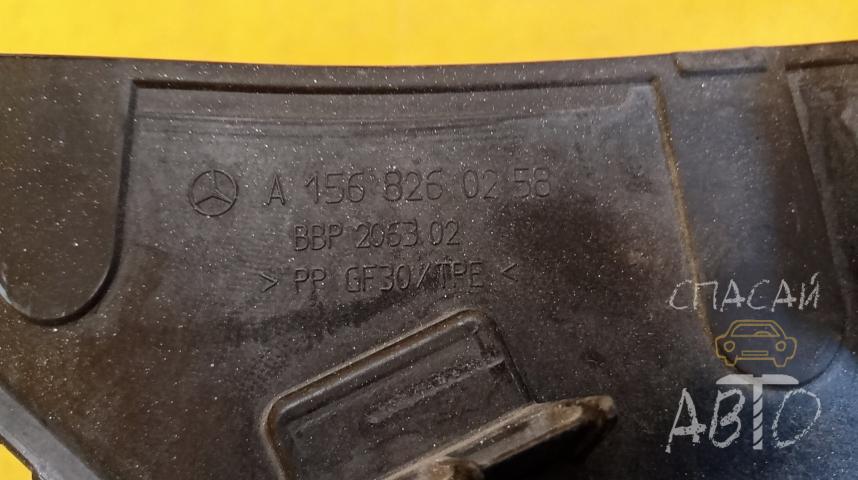 A 156 826 02 58
BBP 2063 02
> PP GF30/TPE <
СПАСАЙ
АВТО